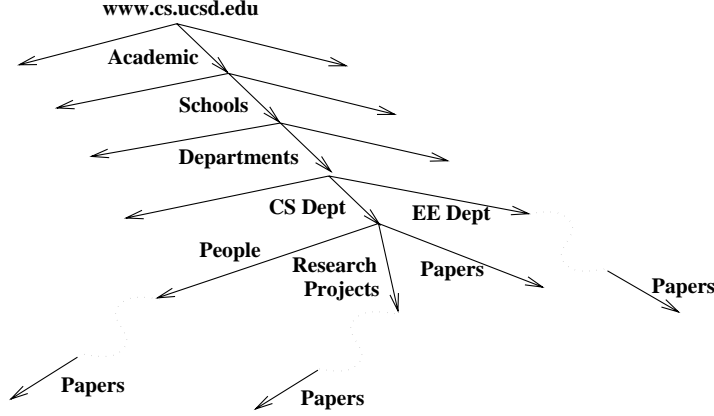 www.cs.ucsd.edu
Academic
Schools
Departments
CS Dept
EE Dept
People
Research
Projects
Papers
Papers
Papers
Papers